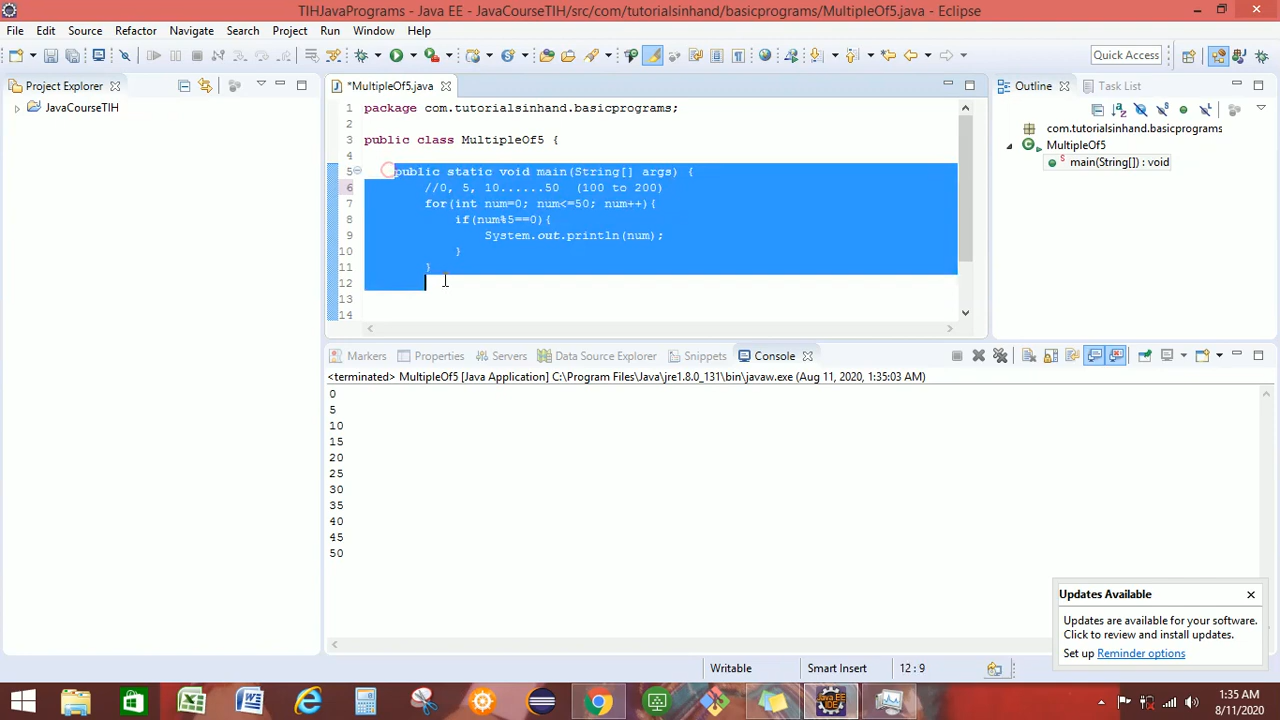 TIHJavaPrograms - Java EE - JavaCourseTIH/src/com/tutorialsinhand/basicprograms/MultipleOf5.java - Eclipse
File Edit Source Refactor Navigate Search Project Run Window Help
Quick Access
Project Explorer
JavaCourseTIH
*MultipleOf5.java
1 package com.tutorialsinhand.basicprograms;
2
3 public class MultipleOf5 {
4
5 public static void main(String[] args) {
6 //0, 5, 10......50 (100 to 200)
7 for(int num=0; num<=50; num++){
8 if(num%5==0){
9 System.out.println(num);
10 }
11 }
12
13
14
Outline
Task List
com.tutorialsinhand.basicprograms
MultipleOf5
main(String[]) : void
Markers Properties Servers Data Source Explorer Snippets Console
<terminated> MultipleOf5 [Java Application] C:\Program Files\Java\jre1.8.0_131\bin\javaw.exe (Aug 11, 2020, 1:35:03 AM)
0
5
10
15
20
25
30
35
40
45
50
Updates Available
Updates are available for your software.
Click to review and install updates.
Set up Reminder options
Writable
Smart Insert
12 : 9
1:35 AM
8/11/2020